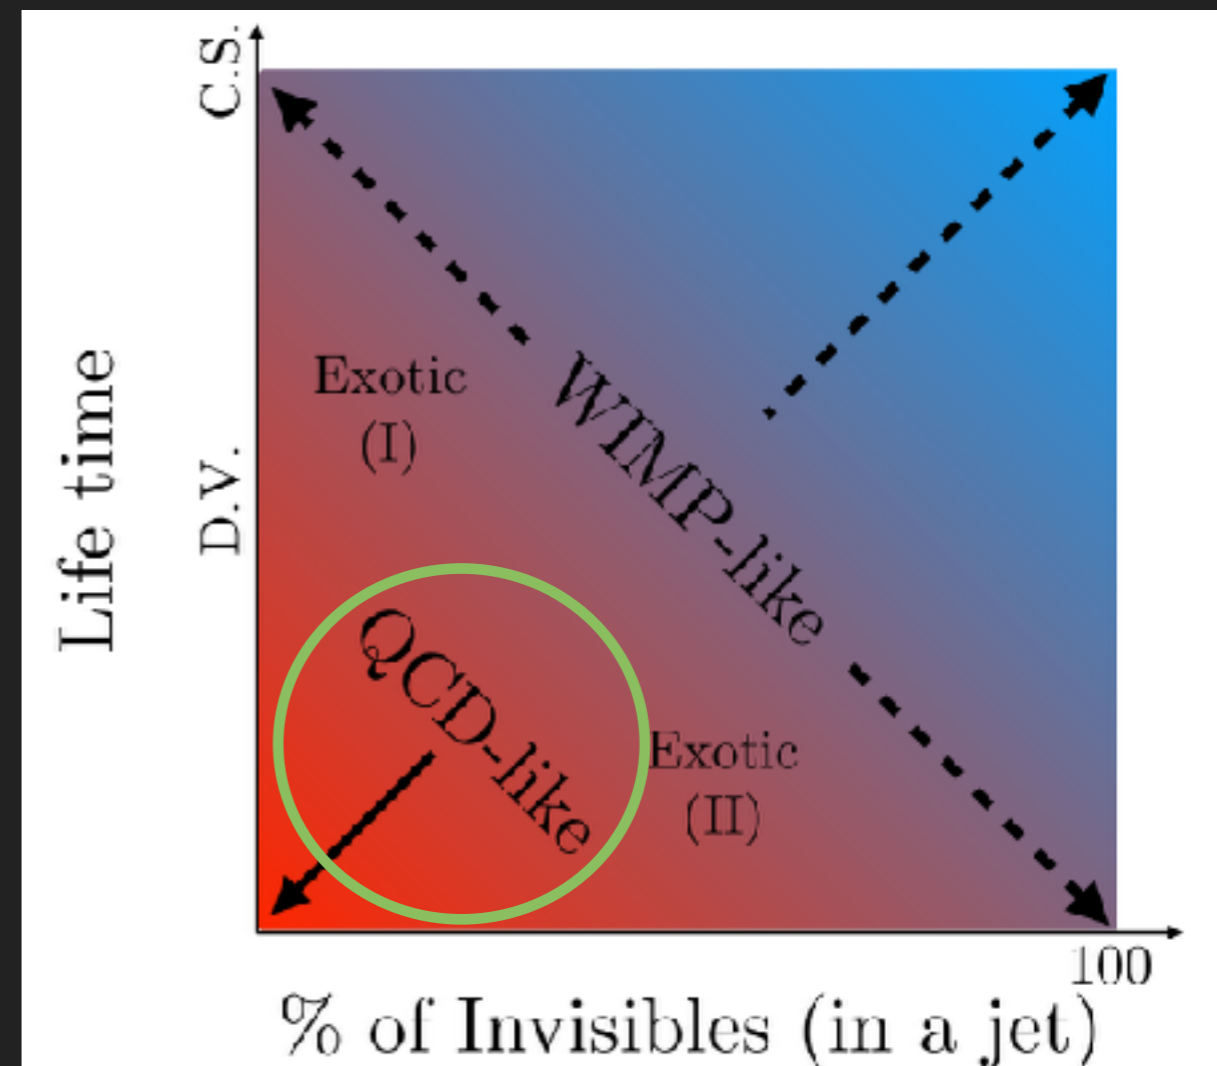 C.S.
Life time
D.V.
Exotic
(I)
WIMP-like
QCD-like
Exotic
(II)
100
% of Invisibles (in a jet)